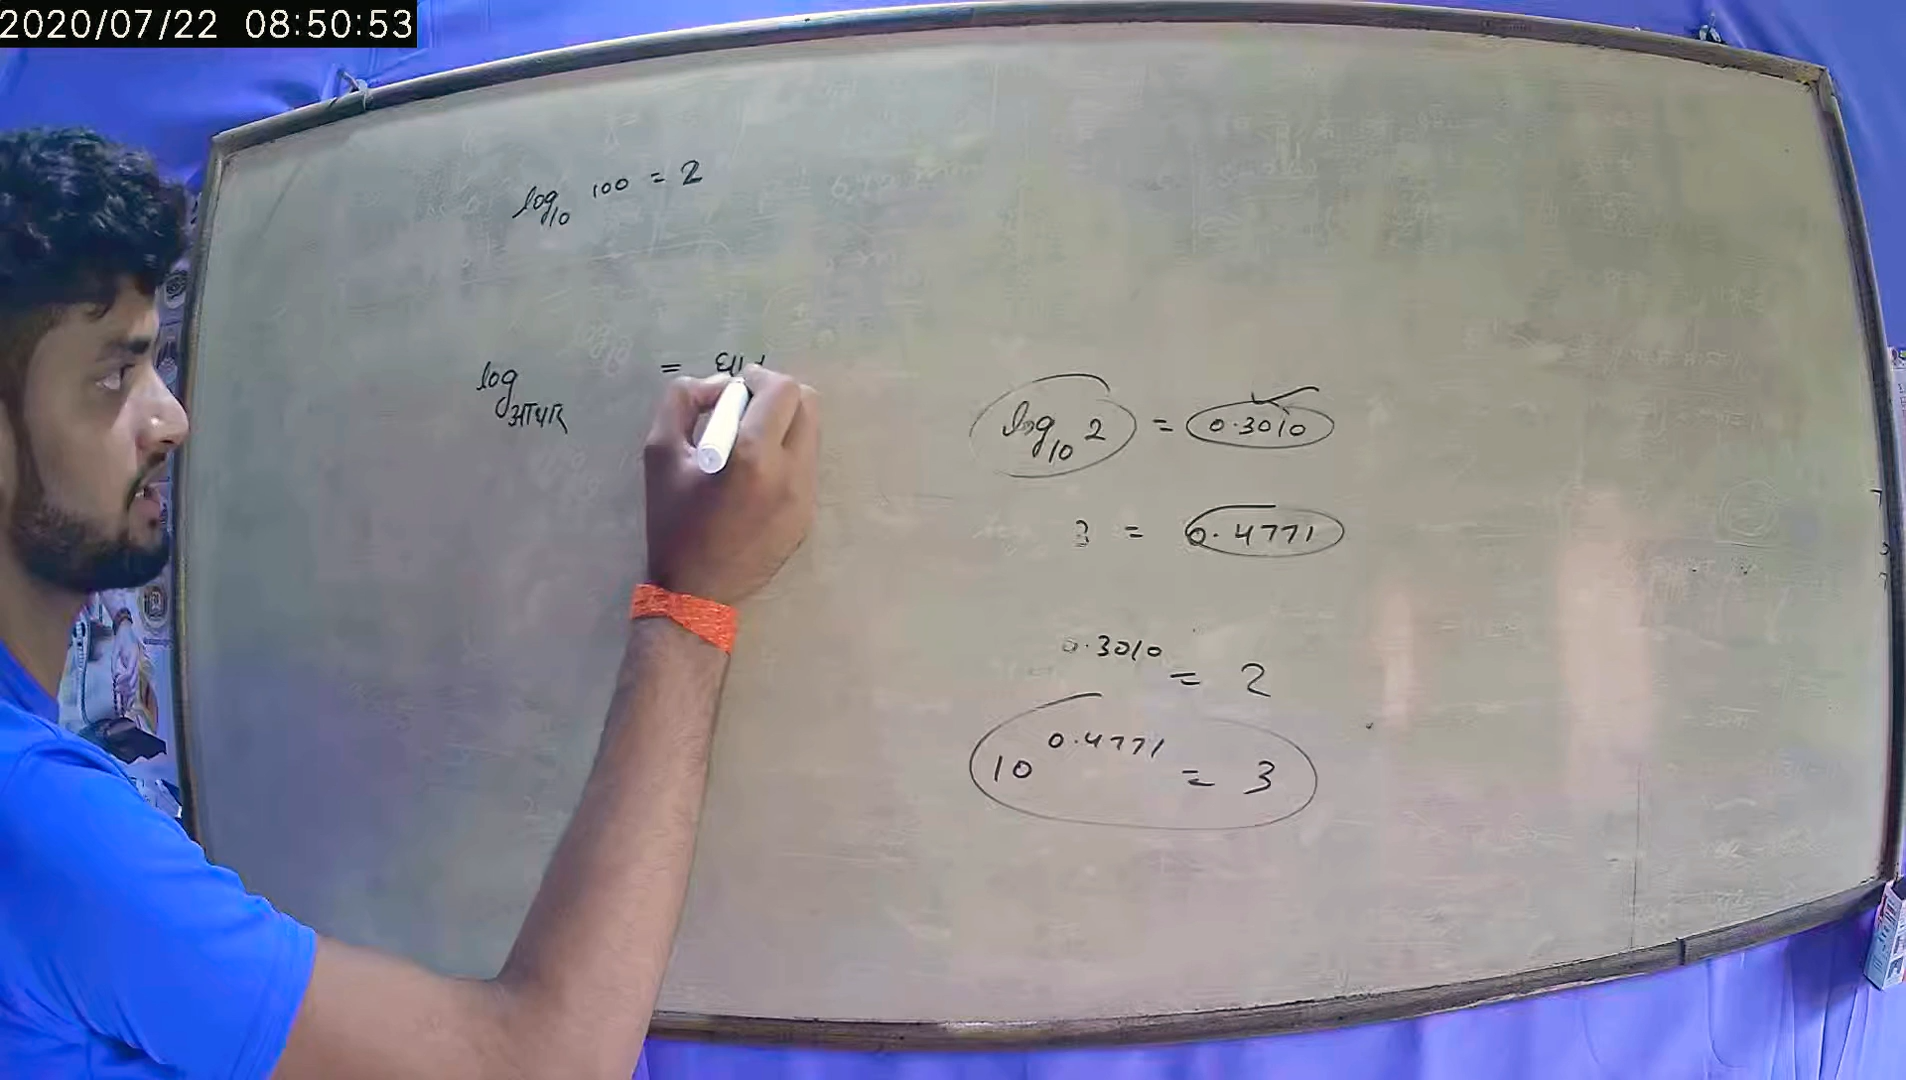 2020/07/22 08:50:53
log₁₀ 100 = 2
log आधार = घात
log₁₀ 2 = 0.3010
3 = 0.4771
0.3010 = 2
10^0.4771 = 3